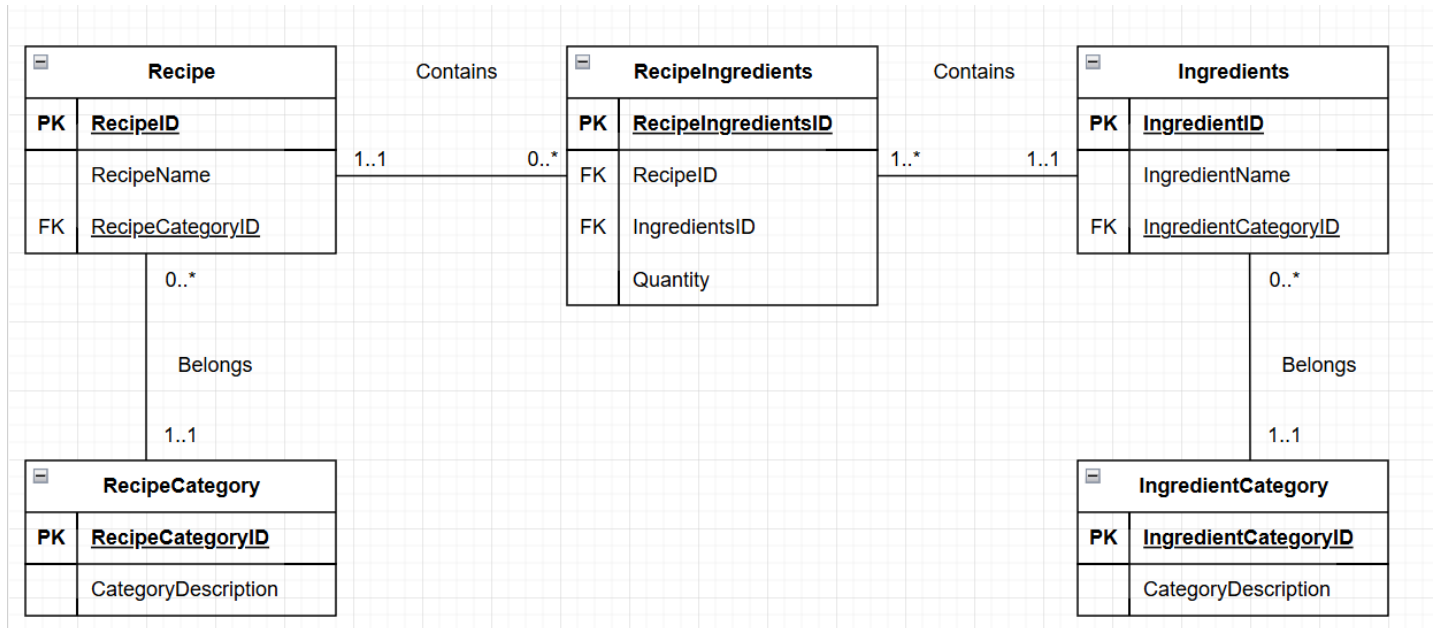 Recipe
Contains
RecipeIngredients
Contains
Ingredients
PK RecipeID
PK RecipeIngredientsID
PK IngredientID
1..1
0..*
1..*
1..1
RecipeName
FK RecipeID
IngredientName
FK RecipeCategoryID
FK IngredientsID
FK IngredientCategoryID
0..*
Quantity
0..*
Belongs
Belongs
1..1
1..1
RecipeCategory
IngredientCategory
PK RecipeCategoryID
PK IngredientCategoryID
CategoryDescription
CategoryDescription